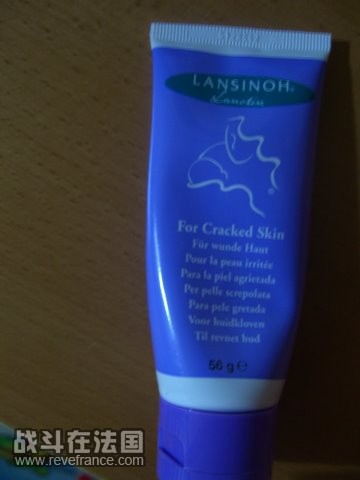 LANSINOH®
Lanolin
®
For Cracked Skin
Für wunde Haut
Pour la peau irritée
Para la piel agrietada
Per pelle screpolata
Para pele gretada
Voor huidkloven
Til revnet hud
56 g ℮
战斗在法国
www.revefrance.com